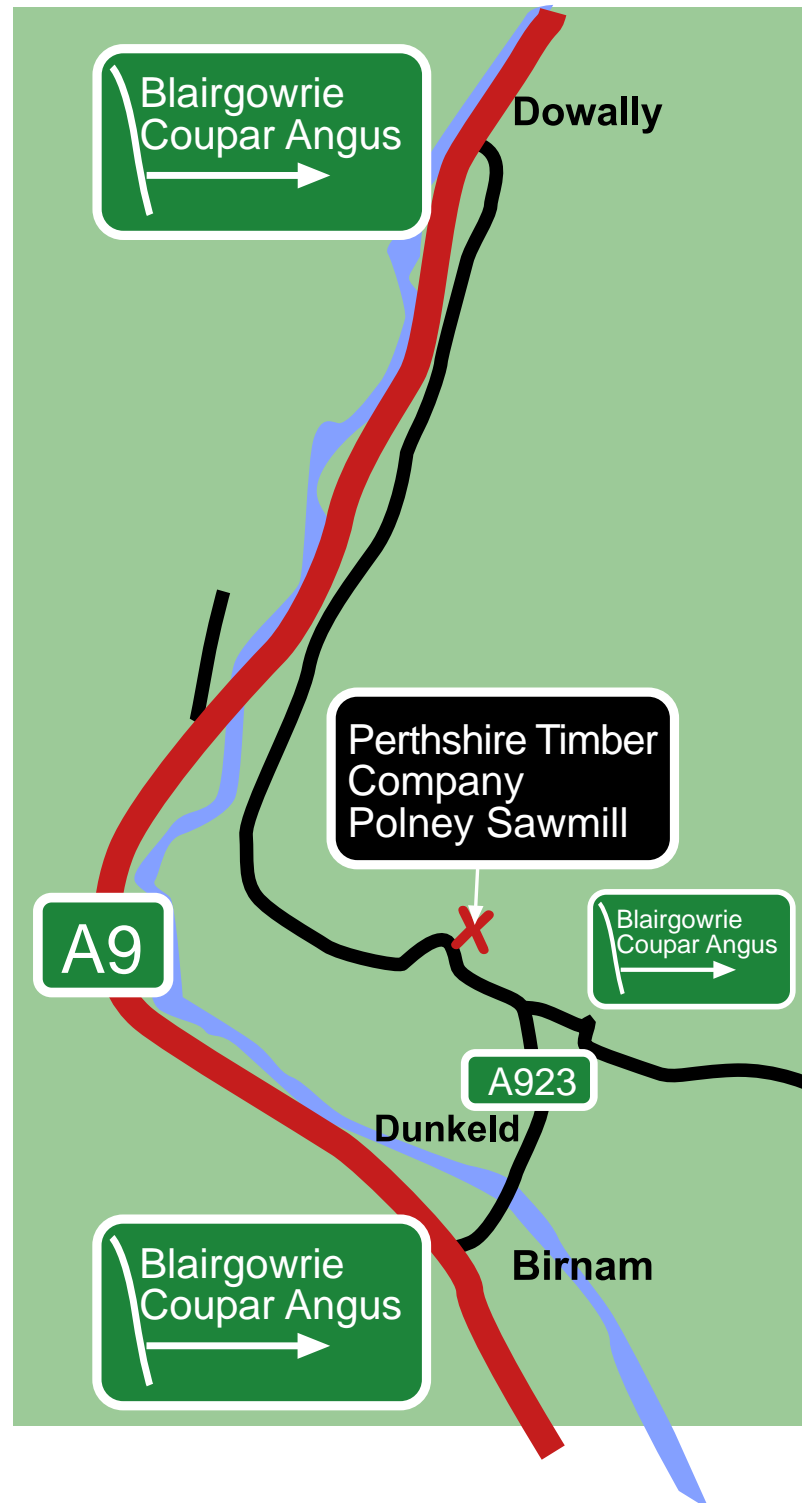 Blairgowrie
Coupar Angus
Dowally
Perthshire Timber
Company
Polney Sawmill
A9
Blairgowrie
Coupar Angus
A923
Dunkeld
Blairgowrie
Coupar Angus
Birnam